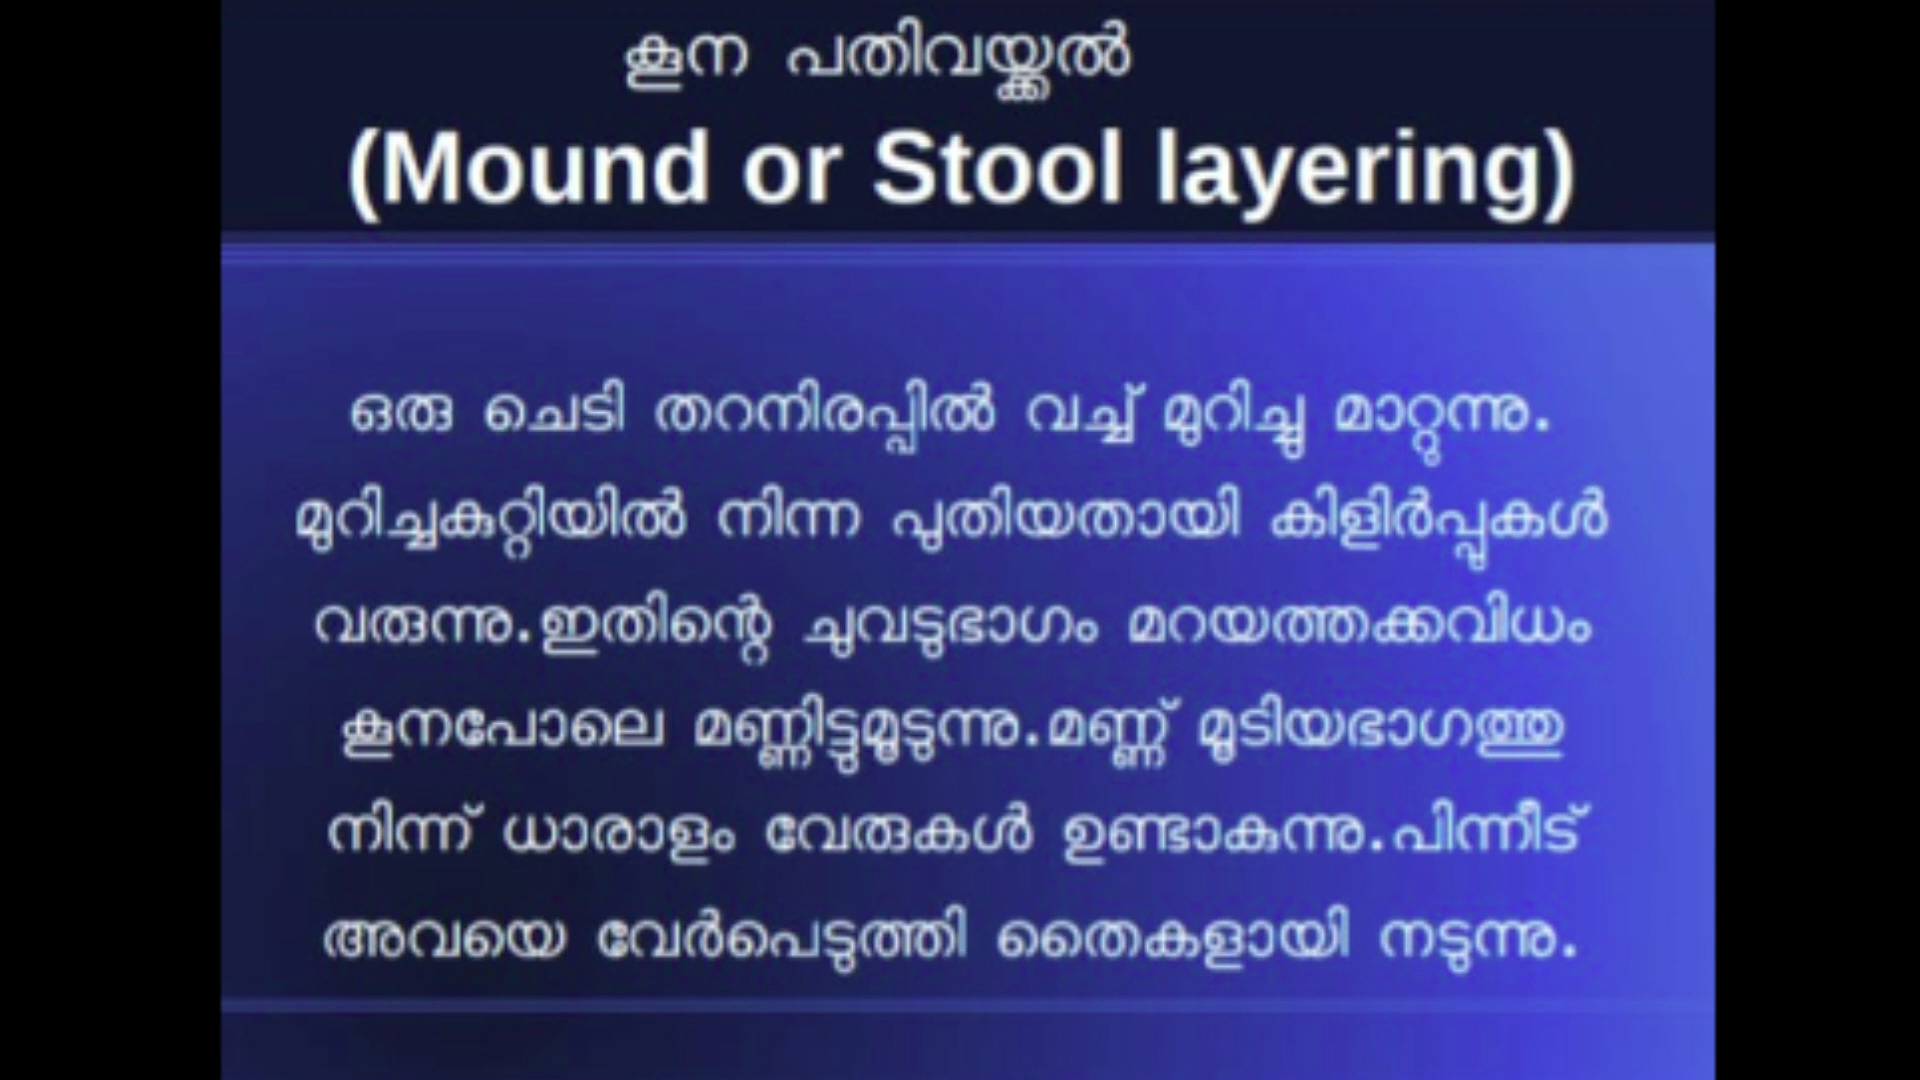 കൂന പതിവയ്ക്കൽ
(Mound or Stool layering)
ഒരു ചെടി തറനിരപ്പിൽ വച്ച് മുറിച്ചു മാറ്റുന്നു.
മുറിച്ചകുറ്റിയിൽ നിന്ന പുതിയതായി കിളിർപ്പുകൾ
വരുന്നു.ഇതിന്റെ ചുവടുഭാഗം മറയത്തക്കവിധം
കൂനപോലെ മണ്ണിട്ടുമൂടുന്നു.മണ്ണ് മൂടിയഭാഗത്തു
നിന്ന് ധാരാളം വേരുകൾ ഉണ്ടാകുന്നു.പിന്നീട്
അവയെ വേർപെടുത്തി തൈകളായി നടുന്നു.